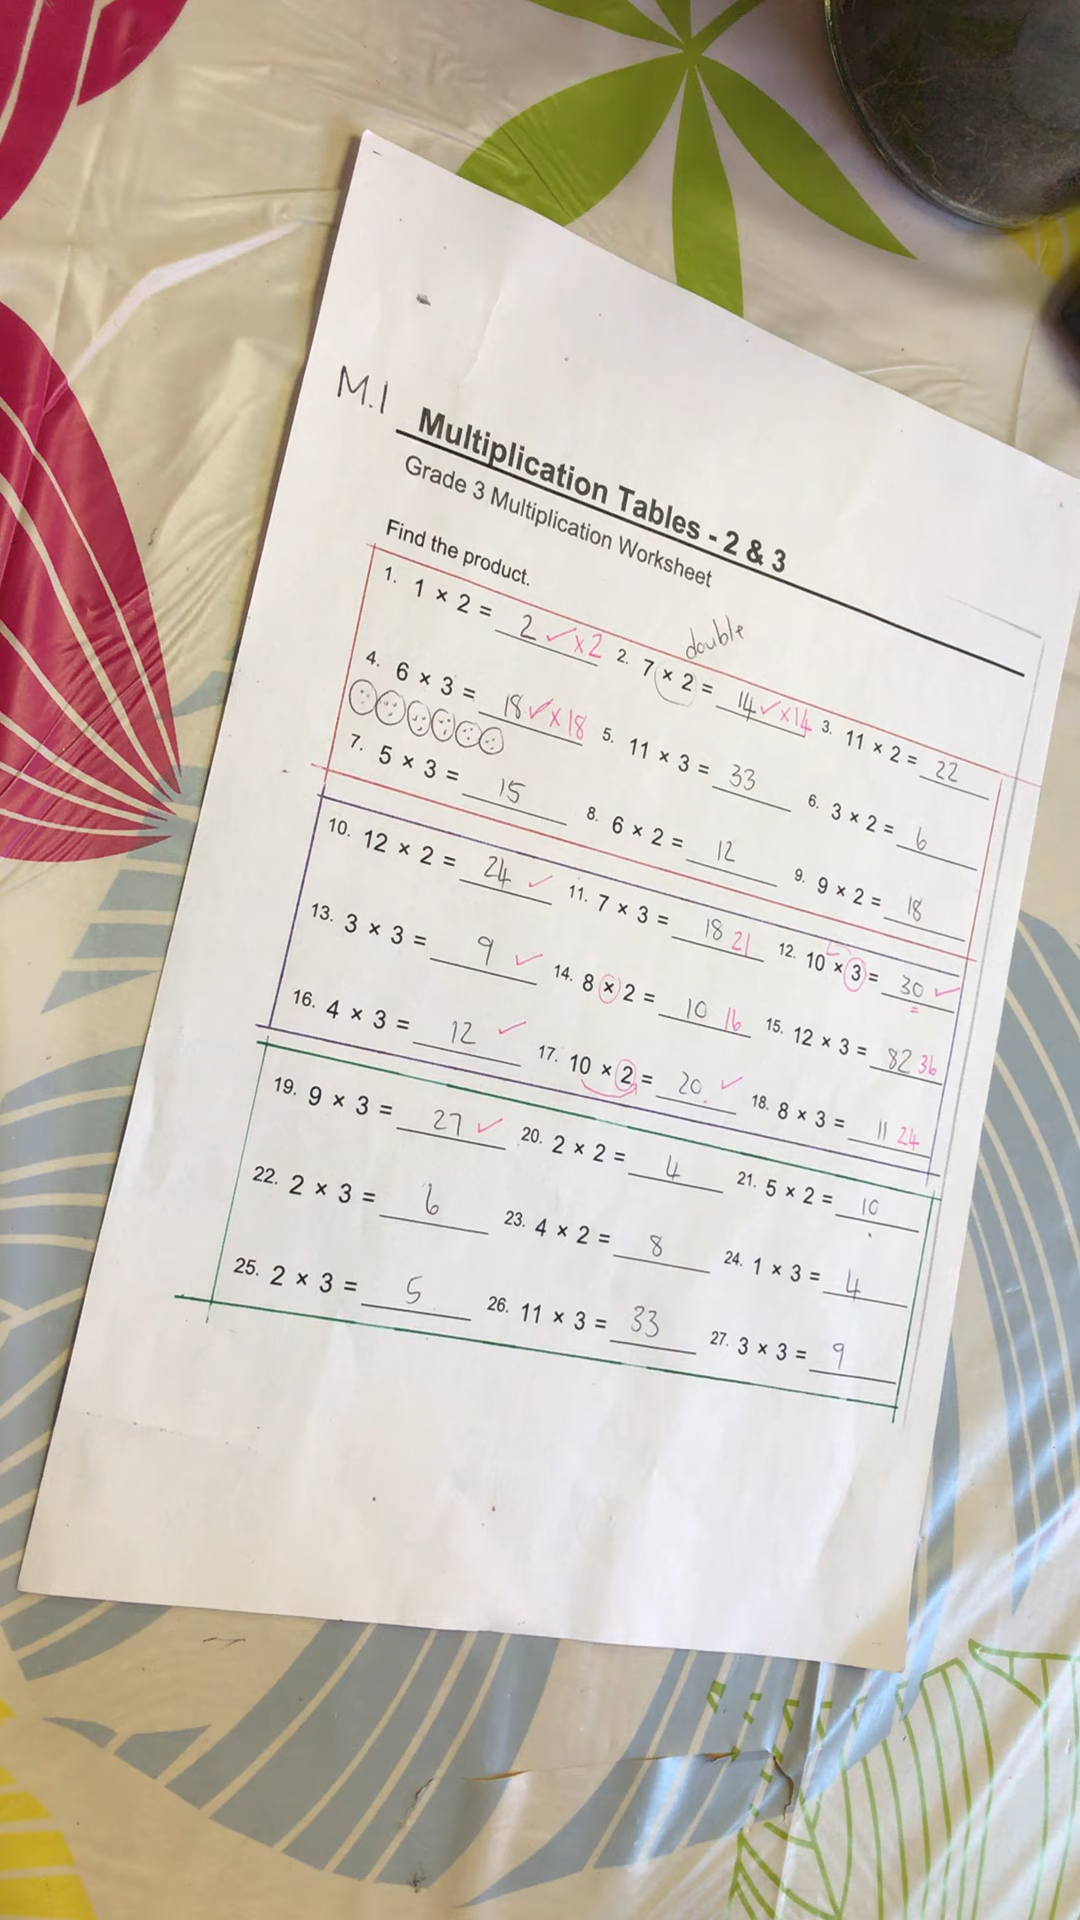 M.1
Multiplication Tables - 2 & 3
Grade 3 Multiplication Worksheet
Find the product.
double
1. 1 × 2 = 2 ✓ x2 2. 7 × 2 = 14 ✓ x14 3. 11 × 2 = 22
4. 6 × 3 = 18 ✓ x18 5. 11 × 3 = 33 6. 3 × 2 = 6
7. 5 × 3 = 15 8. 6 × 2 = 12 9. 9 × 2 = 18
10. 12 × 2 = 24 ✓ 11. 7 × 3 = 18 21 12. 10 × 3 = 30 ✓
13. 3 × 3 = 9 ✓ 14. 8 × 2 = 10 16 15. 12 × 3 = 82 36
16. 4 × 3 = 12 ✓ 17. 10 × 2 = 20 ✓ 18. 8 × 3 = 11 24
19. 9 × 3 = 27 ✓ 20. 2 × 2 = 4 21. 5 × 2 = 10
22. 2 × 3 = 6 23. 4 × 2 = 8 24. 1 × 3 = 4
25. 2 × 3 = 5 26. 11 × 3 = 33 27. 3 × 3 = 9